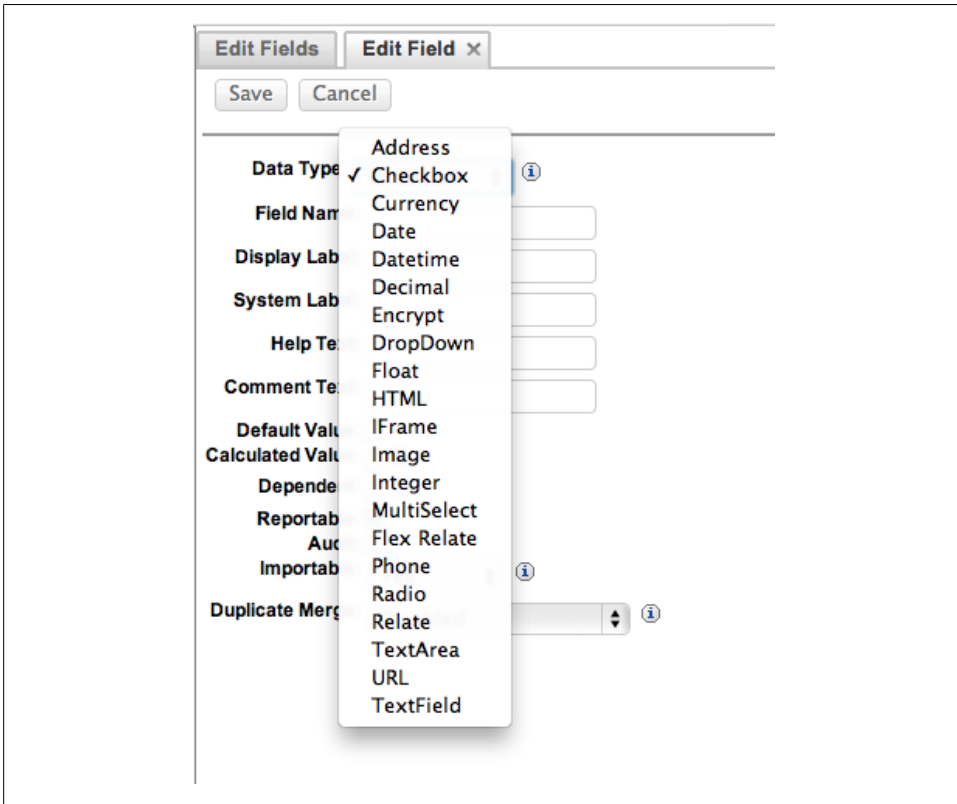 Edit Fields
Edit Field ×
Save
Cancel
Data Type
Field Nam
Display Lab
System Lab
Help Te
Comment Te
Default Valu
Calculated Valu
Depende
Reportab
Aud
Importab
Duplicate Merg
Address
✓ Checkbox
Currency
Date
Datetime
Decimal
Encrypt
DropDown
Float
HTML
IFrame
Image
Integer
MultiSelect
Flex Relate
Phone
Radio
Relate
TextArea
URL
TextField